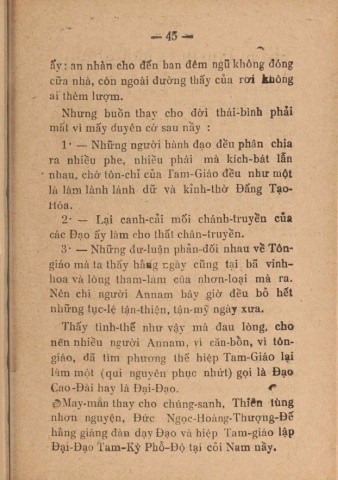 — 45 —
ấy: an nhàn cho đến ban đêm ngũ không đóng
cữa nhà, còn ngoài đường thấy của rơi không
ai thèm lượm.
Nhưng buồn thay cho đời thái-bình phải
mất vì mấy duyên cớ sau nầy :
1· — Những người hành đạo đều phân chia
ra nhiều phe, nhiều phái mà kích-bát lẫn
nhau, chớ tôn-chỉ của Tam-Giáo đều như một
là làm lành lánh dữ và kỉnh-thờ Đấng Tạo-
Hóa.
2· — Lại canh-cải mối chánh-truyền của
các Đạo ấy làm cho thất chân-truyền.
3 · — Những dư-luận phản-đối nhau về Tôn-
giáo mà ta thấy hằng ngày cũng tại bã vinh-
hoa và lòng tham-lam của nhơn-loại mà ra.
Nên chi người Annam bây giờ đều bỏ hết
những tục-lệ tận-thiện, tận-mỹ ngày xưa.
Thấy tình-thế như vậy mà đau lòng, cho
nên nhiều người Annam, vì căn-bổn, vì tôn-
giáo, đã tìm phương thế hiệp Tam-Giáo lại
làm một (qui nguyên phục nhứt) gọi là Đạo
Cao-Đài hay là Đại-Đạo.
May-mắn thay cho chúng-sanh, Thiên tùng
nhơn nguyện, Đức Ngọc-Hoàng-Thượng-Đế
hằng giáng đàn dạy Đạo và hiệp Tam-giáo lập
Đại-Đạo Tam-Kỳ Phổ-Độ tại cỏi Nam nầy.